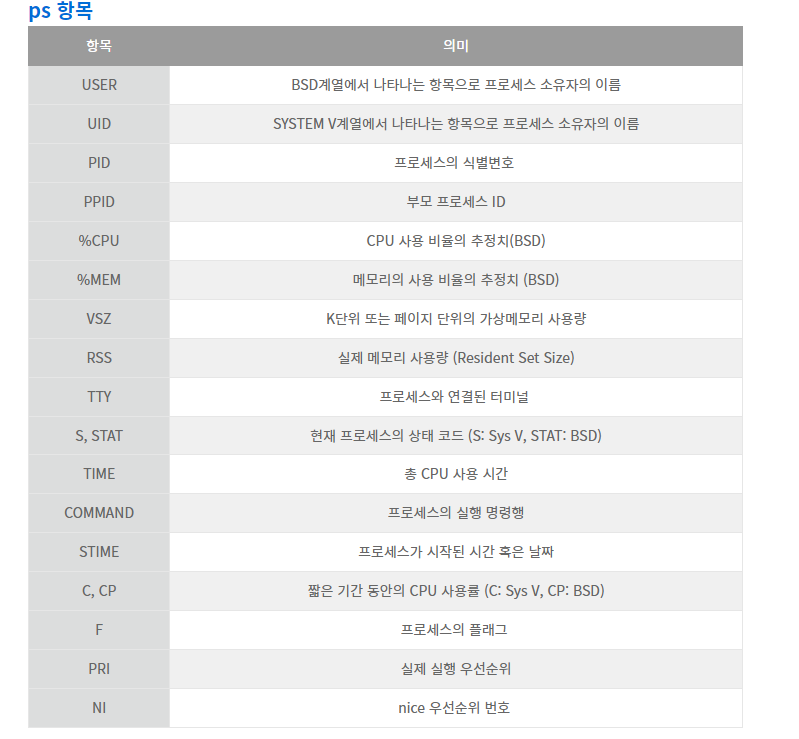 ps 항목
항목 의미
USER BSD계열에서 나타나는 항목으로 프로세스 소유자의 이름
UID SYSTEM V계열에서 나타나는 항목으로 프로세스 소유자의 이름
PID 프로세스의 식별변호
PPID 부모 프로세스 ID
%CPU CPU 사용 비율의 추정치(BSD)
%MEM 메모리의 사용 비율의 추정치 (BSD)
VSZ K단위 또는 페이지 단위의 가상메모리 사용량
RSS 실제 메모리 사용량 (Resident Set Size)
TTY 프로세스와 연결된 터미널
S, STAT 현재 프로세스의 상태 코드 (S: Sys V, STAT: BSD)
TIME 총 CPU 사용 시간
COMMAND 프로세스의 실행 명령행
STIME 프로세스가 시작된 시간 혹은 날짜
C, CP 짧은 기간 동안의 CPU 사용률 (C: Sys V, CP: BSD)
F 프로세스의 플래그
PRI 실제 실행 우선순위
NI nice 우선순위 번호